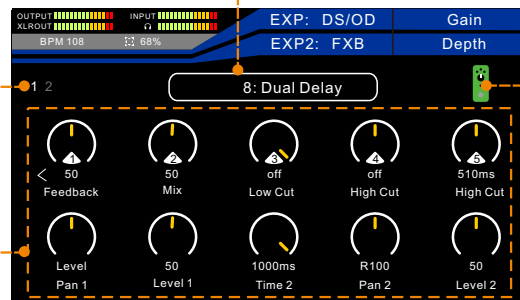 OUTPUT INPUT EXP: DS/OD Gain
XLROUT
BPM 108 68% EXP2: FXB Depth
1 2
8: Dual Delay
1 2 3 4 5
50 50 off off 510ms
Feedback Mix Low Cut High Cut High Cut
Level 50 1000ms R100 50
Pan 1 Level 1 Time 2 Pan 2 Level 2